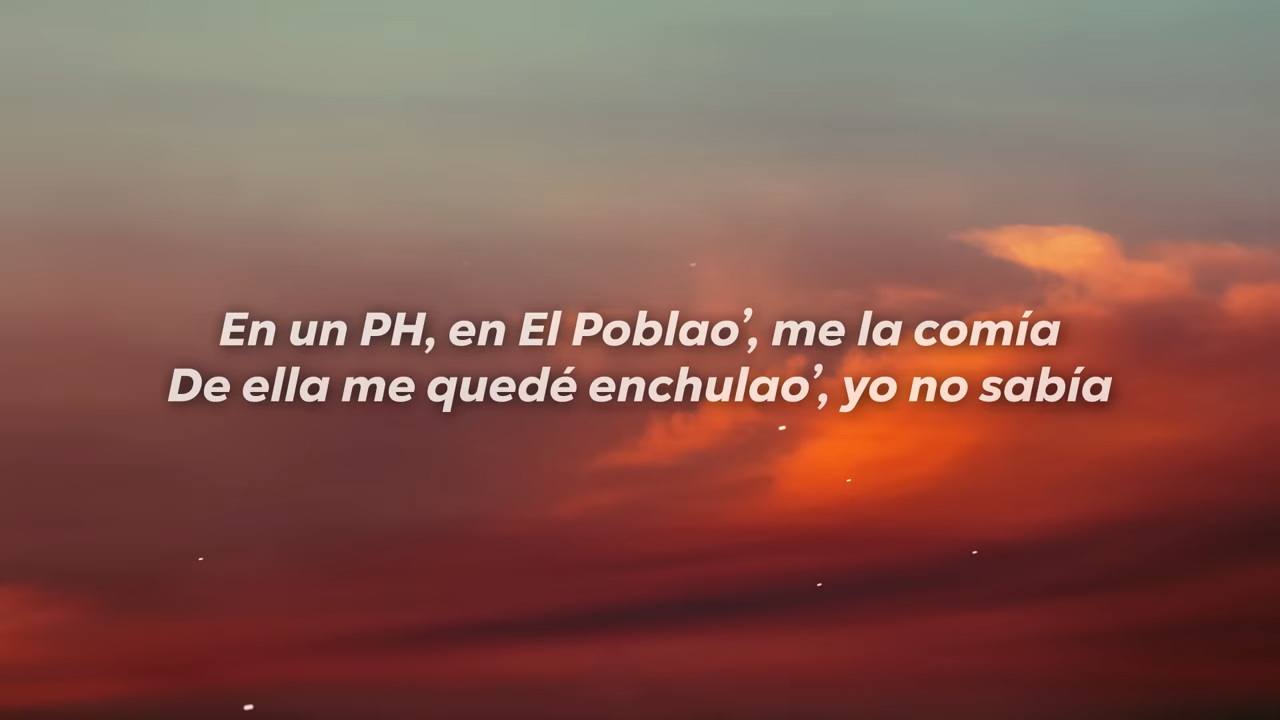 En un PH, en El Poblao’, me la comía
De ella me quedé enchulao’, yo no sabía